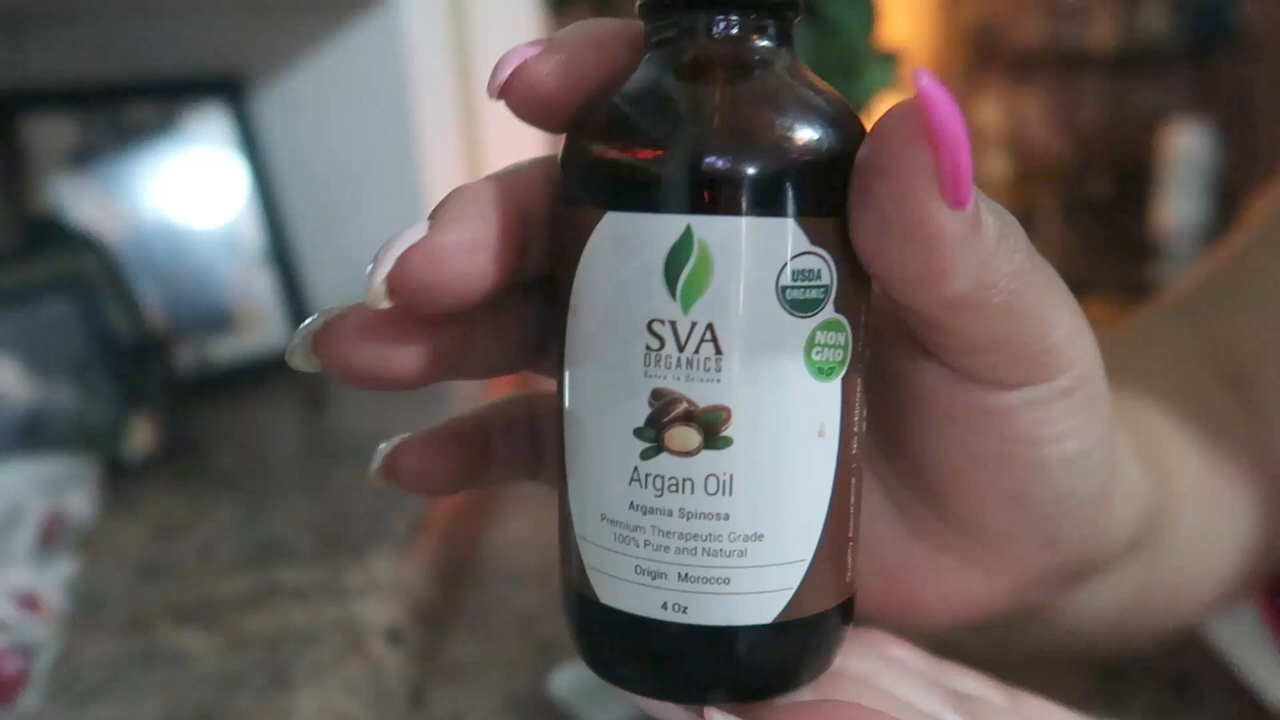 SVA
ORGANICS
USDA
ORGANIC
NON
GMO
Argan Oil
Argania Spinosa
Premium Therapeutic Grade
100% Pure and Natural
Origin: Morocco
4 Oz